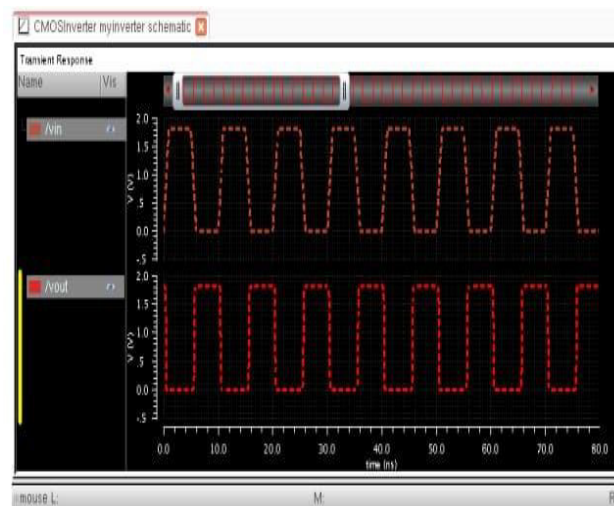 CMOSInverter myinverter schematic
Transient Response
Name Vis
/vin
2.0
1.5
1.0
.5
0.0
-.5
V (V)
/vout
2.0
1.5
1.0
.5
0.0
-.5
V (V)
0.0 10.0 20.0 30.0 40.0 50.0 60.0 70.0 80.0
time (ns)
mouse L: M: R